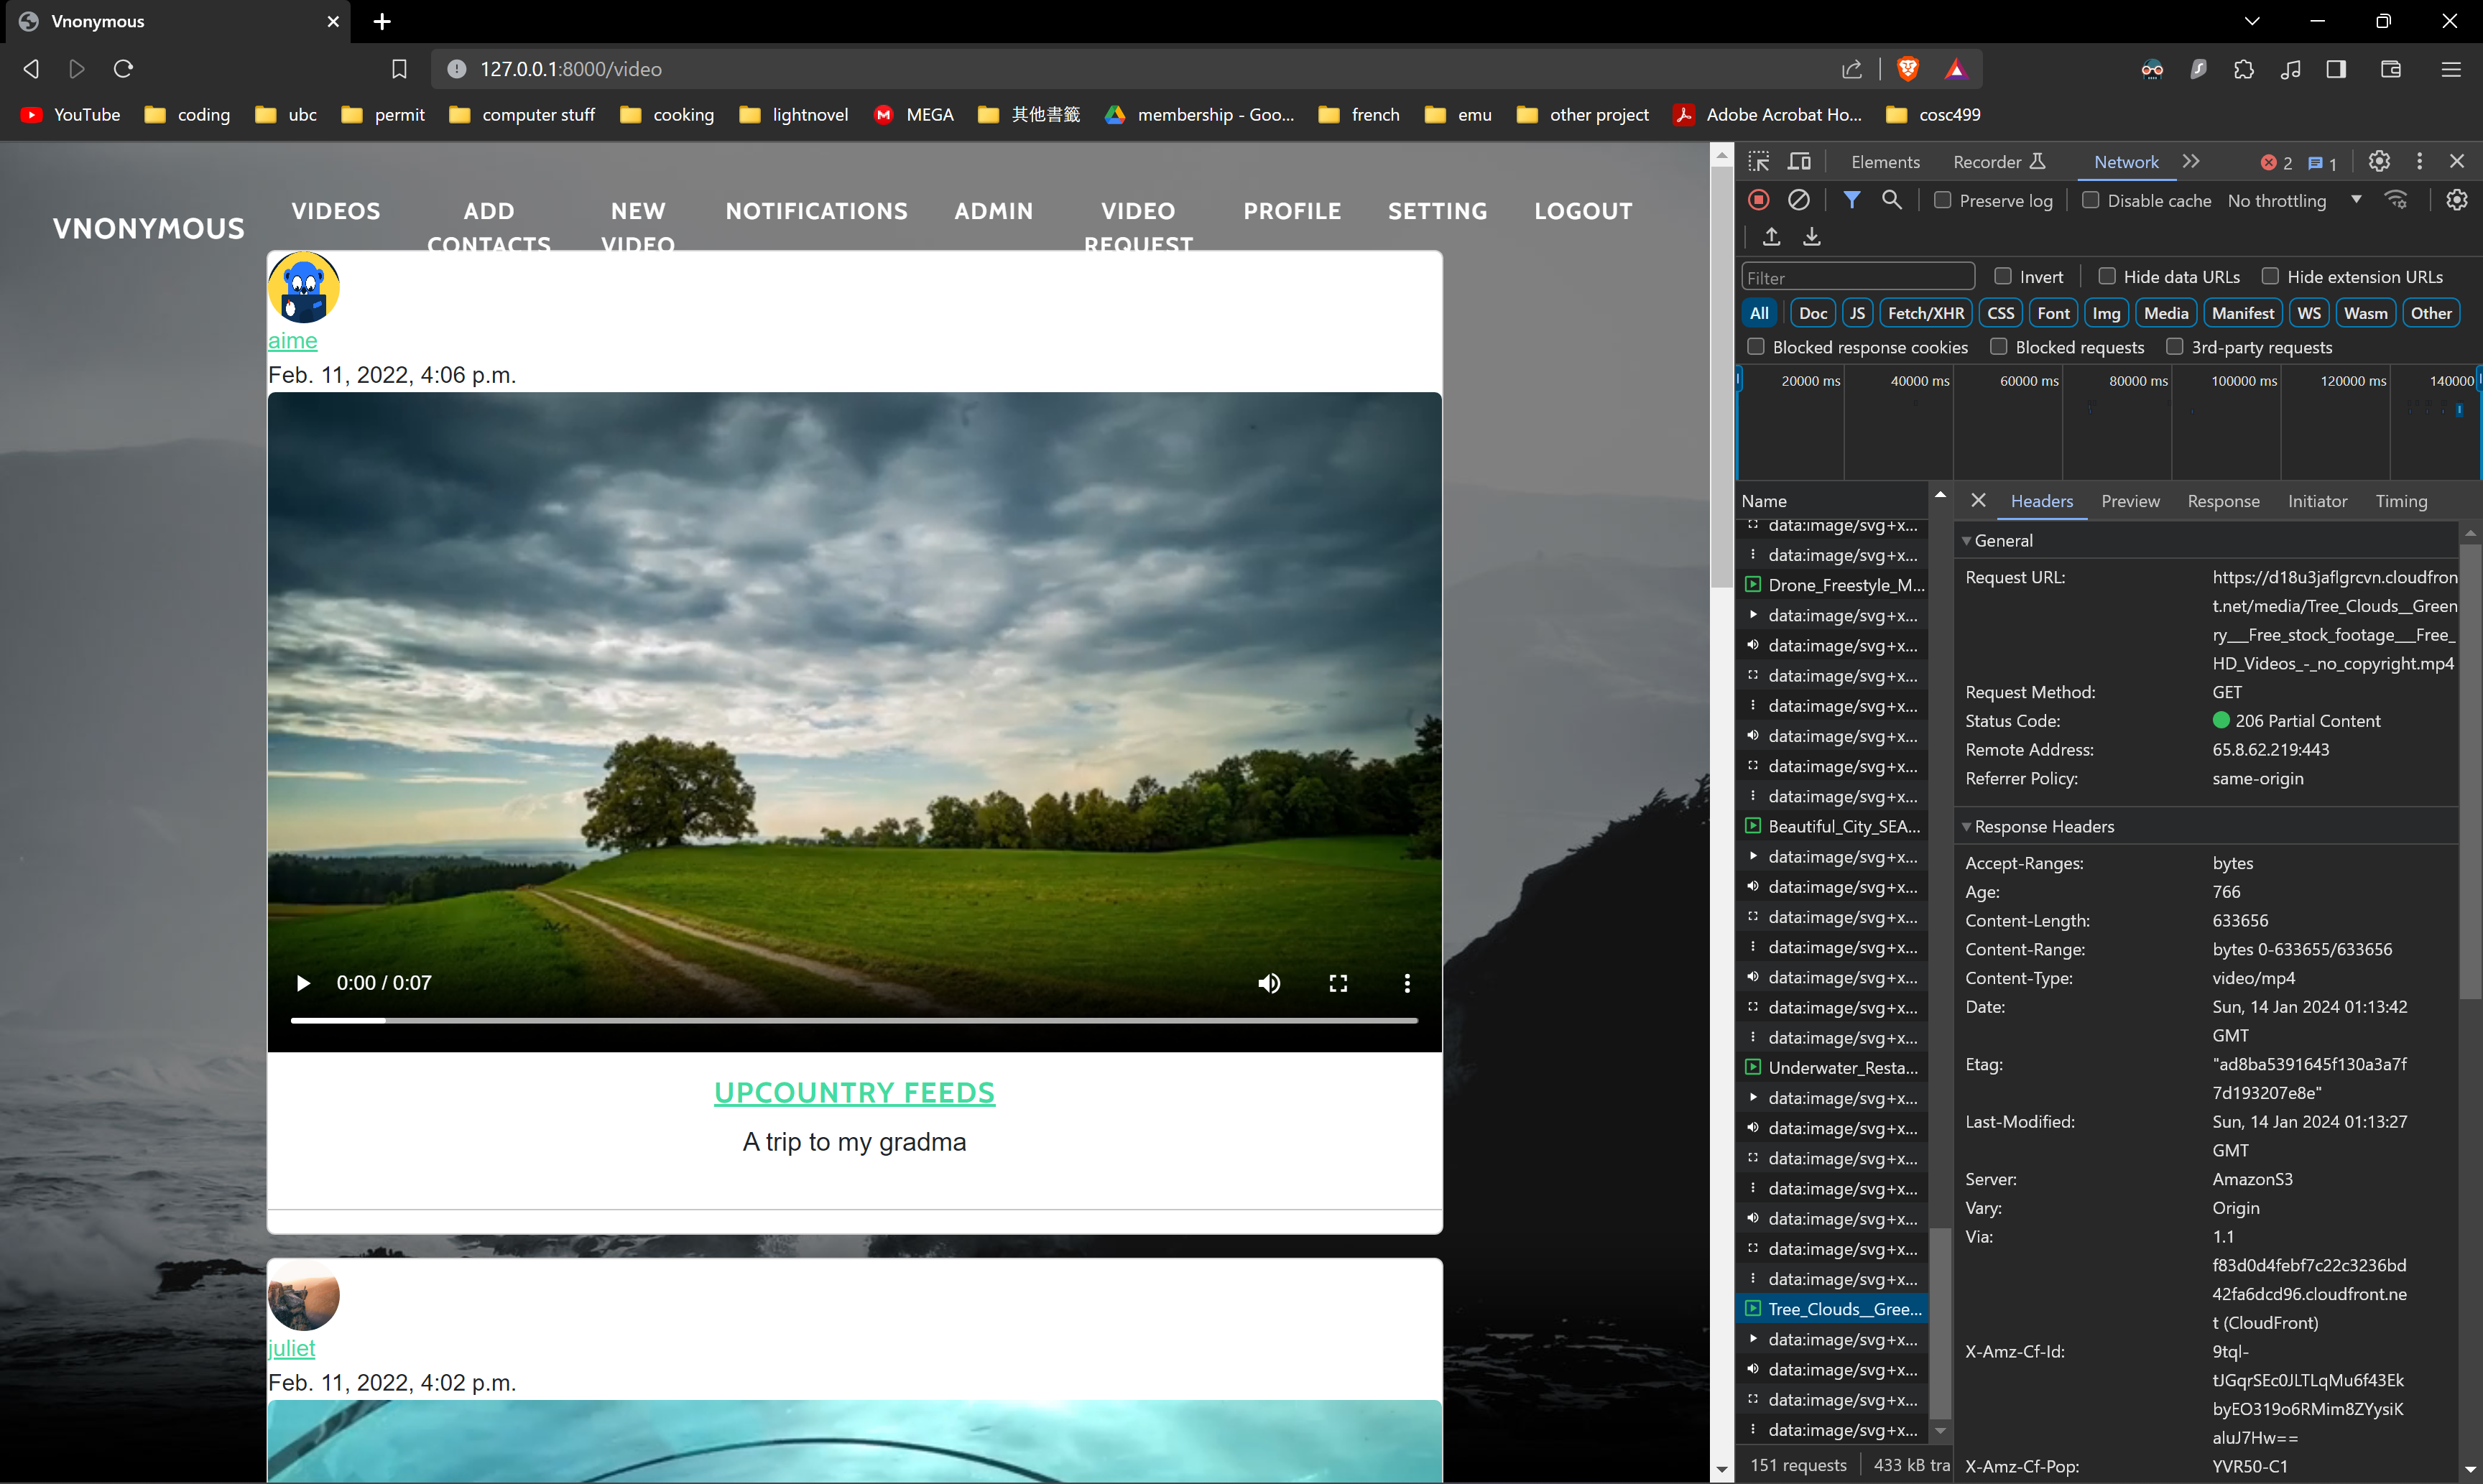 Vnonymous
127.0.0.1:8000/video
YouTube coding ubc permit computer stuff cooking lightnovel MEGA 其他書籤 membership - Goo... french emu other project Adobe Acrobat Ho... cosc499
VNONYMOUS
VIDEOS ADD NEW NOTIFICATIONS ADMIN VIDEO PROFILE SETTING LOGOUT
CONTACTS VIDEO REQUEST
aime
Feb. 11, 2022, 4:06 p.m.
0:00 / 0:07
UPCOUNTRY FEEDS
A trip to my gradma
juliet
Feb. 11, 2022, 4:02 p.m.
Elements Recorder Network 2 1
Preserve log Disable cache No throttling
Filter Invert Hide data URLs Hide extension URLs
All Doc JS Fetch/XHR CSS Font Img Media Manifest WS Wasm Other
Blocked response cookies Blocked requests 3rd-party requests
20000 ms 40000 ms 60000 ms 80000 ms 100000 ms 120000 ms 140000
Name
data:image/svg+x...
data:image/svg+x...
Drone_Freestyle_M...
data:image/svg+x...
data:image/svg+x...
data:image/svg+x...
data:image/svg+x...
data:image/svg+x...
data:image/svg+x...
data:image/svg+x...
Beautiful_City_SEA...
data:image/svg+x...
data:image/svg+x...
data:image/svg+x...
data:image/svg+x...
data:image/svg+x...
data:image/svg+x...
data:image/svg+x...
Underwater_Resta...
data:image/svg+x...
data:image/svg+x...
data:image/svg+x...
data:image/svg+x...
data:image/svg+x...
data:image/svg+x...
data:image/svg+x...
Tree_Clouds__Gree...
data:image/svg+x...
data:image/svg+x...
data:image/svg+x...
data:image/svg+x...
151 requests 433 kB tra
Headers Preview Response Initiator Timing
General
Request URL: https://d18u3jaflgrcvn.cloudfron
t.net/media/Tree_Clouds__Green
ry__Free_stock_footage__Free_
HD_Videos_-_no_copyright.mp4
Request Method: GET
Status Code: 206 Partial Content
Remote Address: 65.8.62.219:443
Referrer Policy: same-origin
Response Headers
Accept-Ranges: bytes
Age: 766
Content-Length: 633656
Content-Range: bytes 0-633655/633656
Content-Type: video/mp4
Date: Sun, 14 Jan 2024 01:13:42
GMT
Etag: "ad8ba5391645f130a3a7f
7d193207e8e"
Last-Modified: Sun, 14 Jan 2024 01:13:27
GMT
Server: AmazonS3
Vary: Origin
Via: 1.1
f83d0d4febf7c22c3236bd
42fa6dcd96.cloudfront.ne
t (CloudFront)
X-Amz-Cf-Id: 9tql-
tJGqrSEc0JLTLqMu6f43Ek
byEO319o6RMim8ZYysiK
aluJ7Hw==
X-Amz-Cf-Pop: YVR50-C1